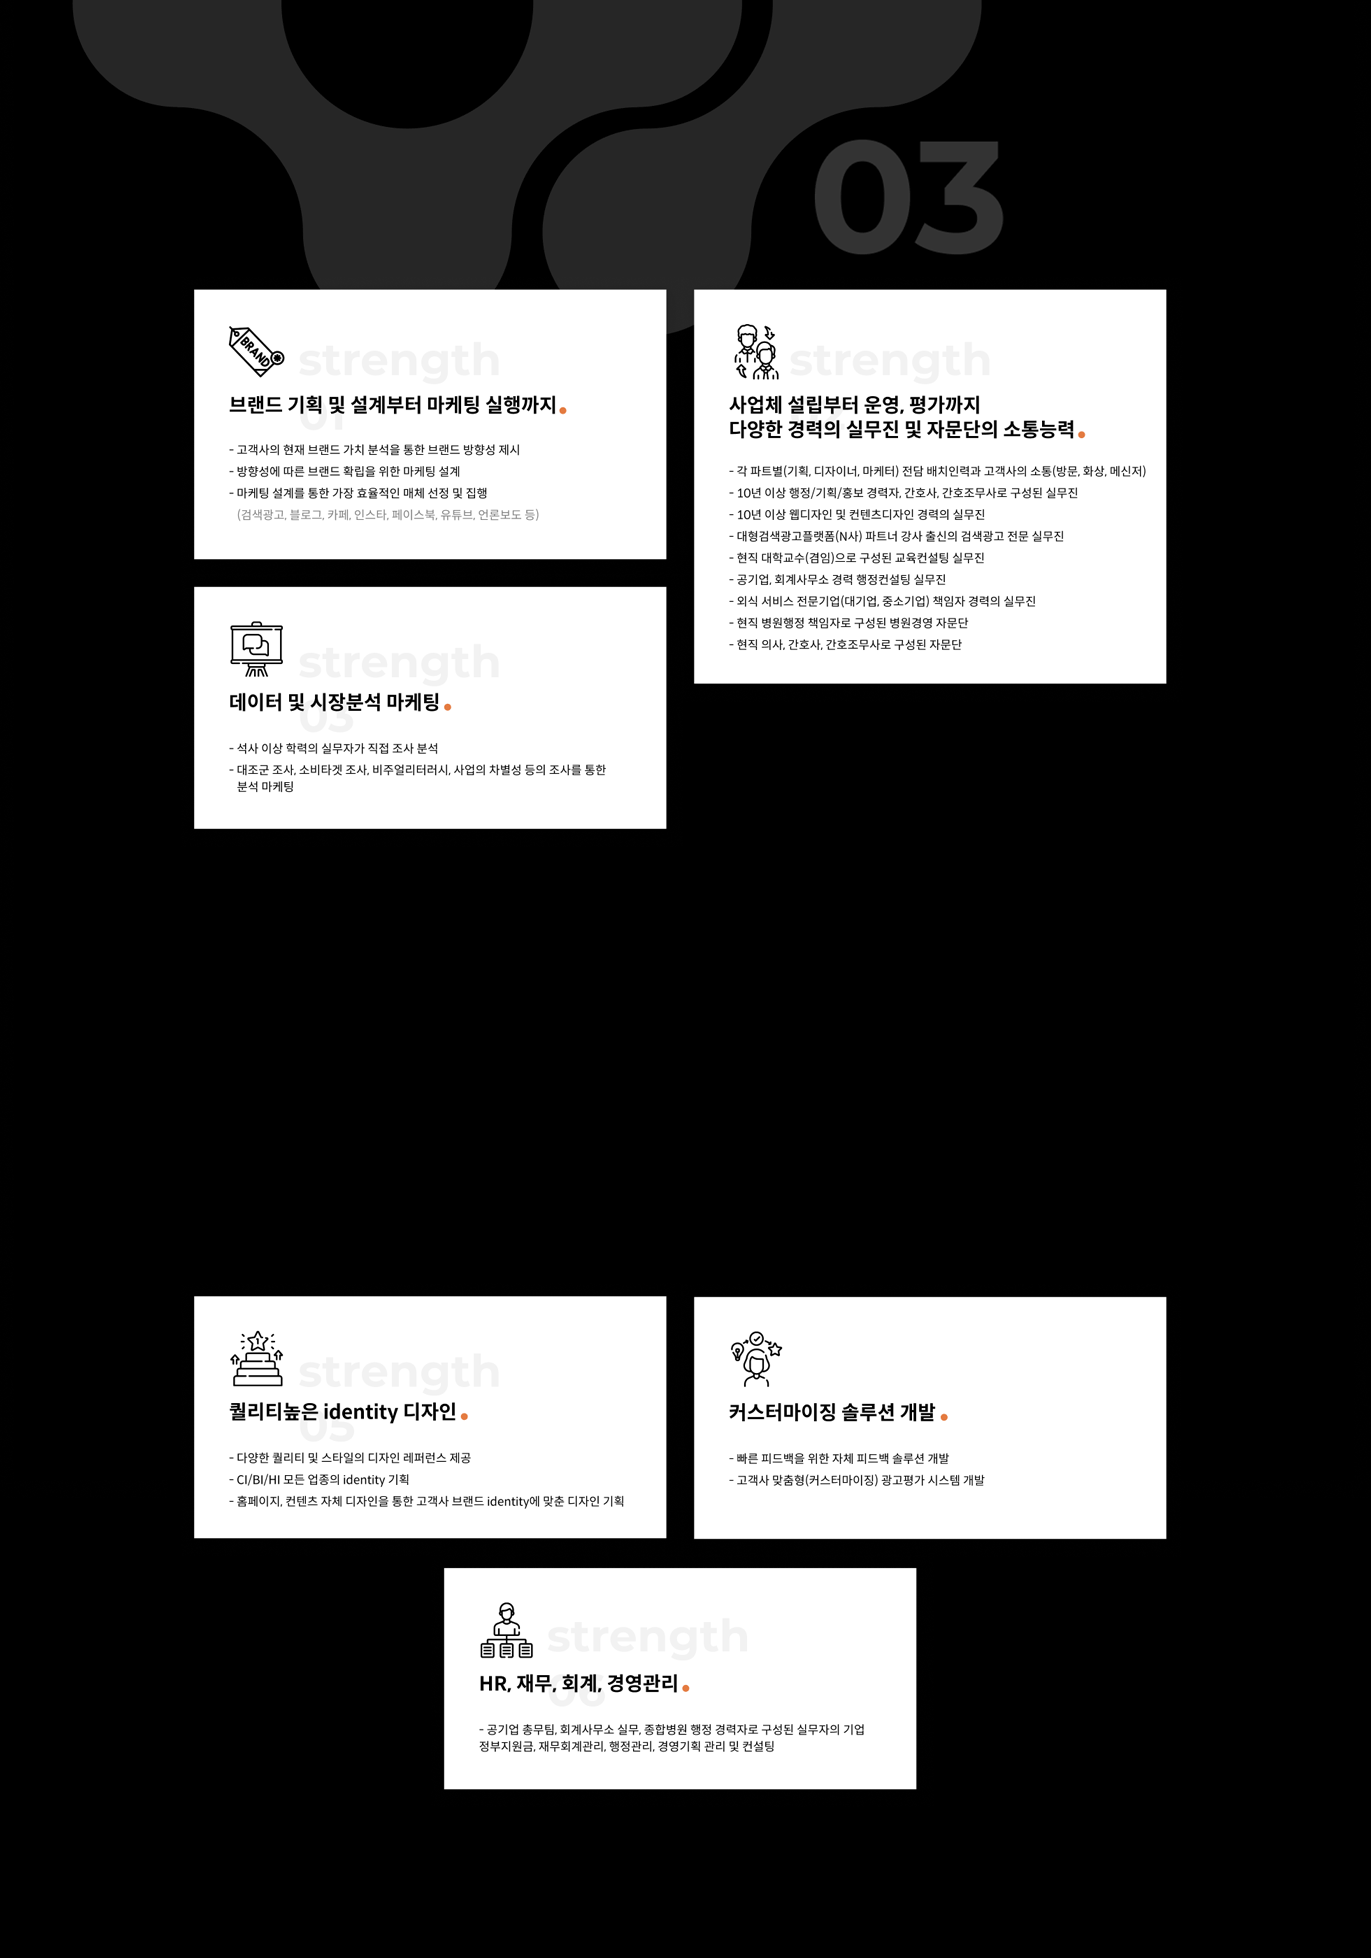 03
BRAND
strength
01
브랜드 기획 및 설계부터 마케팅 실행까지.
- 고객사의 현재 브랜드 가치 분석을 통한 브랜드 방향성 제시
- 방향성에 따른 브랜드 확립을 위한 마케팅 설계
- 마케팅 설계를 통한 가장 효율적인 매체 선정 및 집행
(검색광고, 블로그, 카페, 인스타, 페이스북, 유튜브, 언론보도 등)
strength
사업체 설립부터 운영, 평가까지
다양한 경력의 실무진 및 자문단의 소통능력.
- 각 파트별(기획, 디자이너, 마케터) 전담 배치인력과 고객사의 소통(방문, 화상, 메신저)
- 10년 이상 행정/기획/홍보 경력자, 간호사, 간호조무사로 구성된 실무진
- 10년 이상 웹디자인 및 컨텐츠디자인 경력의 실무진
- 대형검색광고플랫폼(N사) 파트너 강사 출신의 검색광고 전문 실무진
- 현직 대학교수(겸임)으로 구성된 교육컨설팅 실무진
- 공기업, 회계사무소 경력 행정컨설팅 실무진
- 외식 서비스 전문기업(대기업, 중소기업) 책임자 경력의 실무진
- 현직 병원행정 책임자로 구성된 병원경영 자문단
- 현직 의사, 간호사, 간호조무사로 구성된 자문단
strength
03
데이터 및 시장분석 마케팅.
- 석사 이상 학력의 실무자가 직접 조사 분석
- 대조군 조사, 소비타겟 조사, 비주얼리터러시, 사업의 차별성 등의 조사를 통한
분석 마케팅
1
strength
05
퀄리티높은 identity 디자인.
- 다양한 퀄리티 및 스타일의 디자인 레퍼런스 제공
- CI/BI/HI 모든 업종의 identity 기획
- 홈페이지, 컨텐츠 자체 디자인을 통한 고객사 브랜드 identity에 맞춘 디자인 기획
커스터마이징 솔루션 개발.
- 빠른 피드백을 위한 자체 피드백 솔루션 개발
- 고객사 맞춤형(커스터마이징) 광고평가 시스템 개발
strength
06
HR, 재무, 회계, 경영관리.
- 공기업 총무팀, 회계사무소 실무, 종합병원 행정 경력자로 구성된 실무자의 기업
정부지원금, 재무회계관리, 행정관리, 경영기획 관리 및 컨설팅